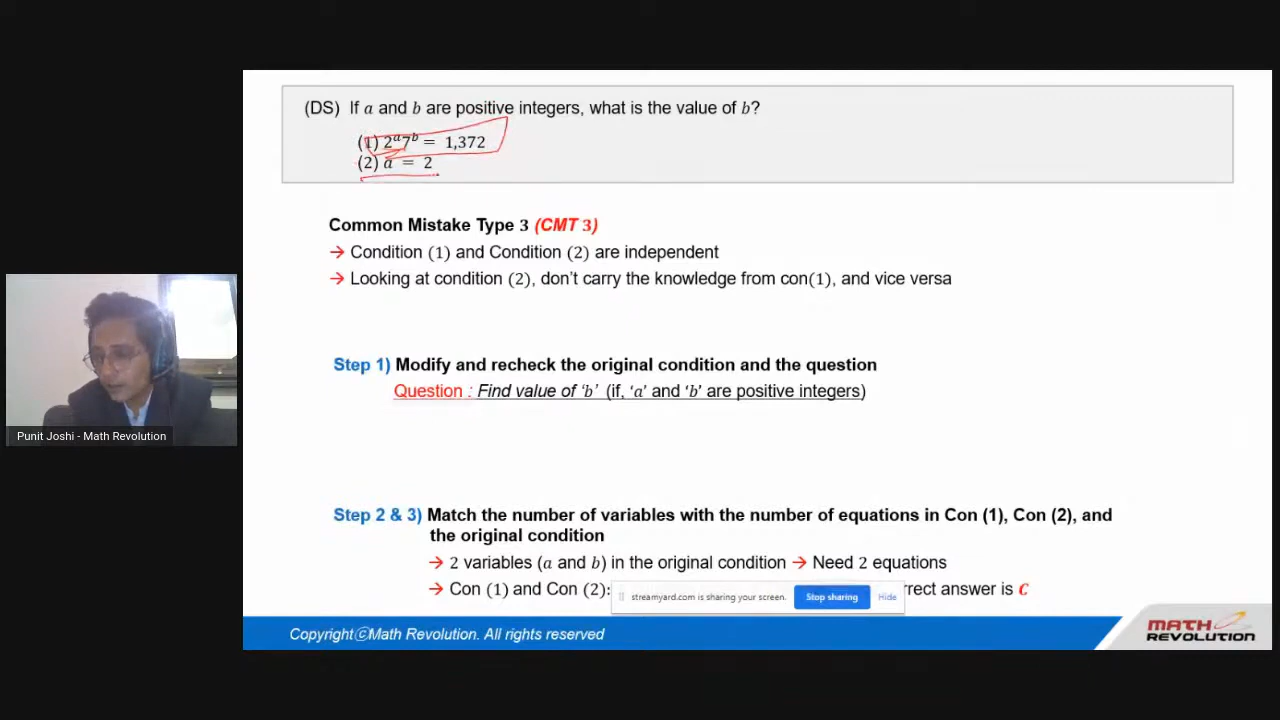 (DS) If a and b are positive integers, what is the value of b?
(1) 2ᵃ7ᵇ = 1,372
(2) a = 2
Common Mistake Type 3 (CMT 3)
→ Condition (1) and Condition (2) are independent
→ Looking at condition (2), don't carry the knowledge from con(1), and vice versa
Step 1) Modify and recheck the original condition and the question
Question : Find value of 'b' (if, 'a' and 'b' are positive integers)
Punit Joshi - Math Revolution
Step 2 & 3) Match the number of variables with the number of equations in Con (1), Con (2), and
the original condition
→ 2 variables (a and b) in the original condition → Need 2 equations
→ Con (1) and Con (2):
streamyard.com is sharing your screen. Stop sharing Hide
answer is C
Copyrightⓒ Math Revolution. All rights reserved
MATH
REVOLUTION